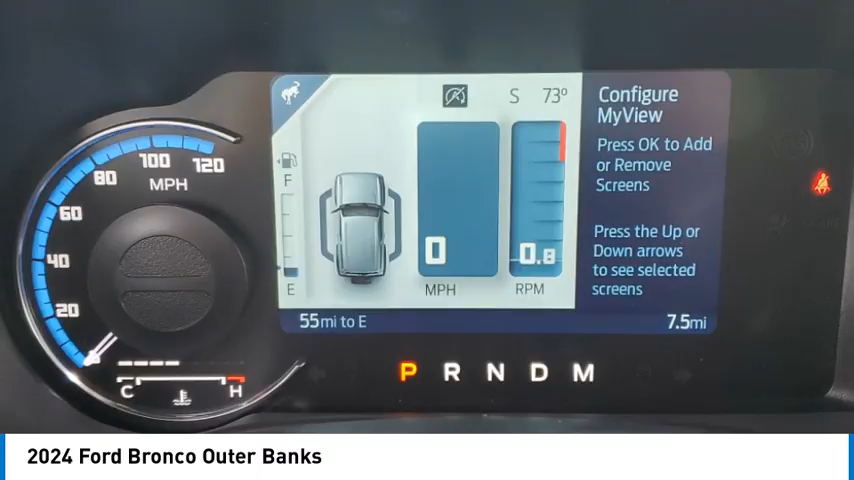 120
100
80
MPH
60
40
20
C H
F
E
S 73º
0
0.8
MPH RPM
Configure
MyView
Press OK to Add
or Remove
Screens
Press the Up or
Down arrows
to see selected
screens
55mi to E 7.5mi
P R N D M
2024 Ford Bronco Outer Banks